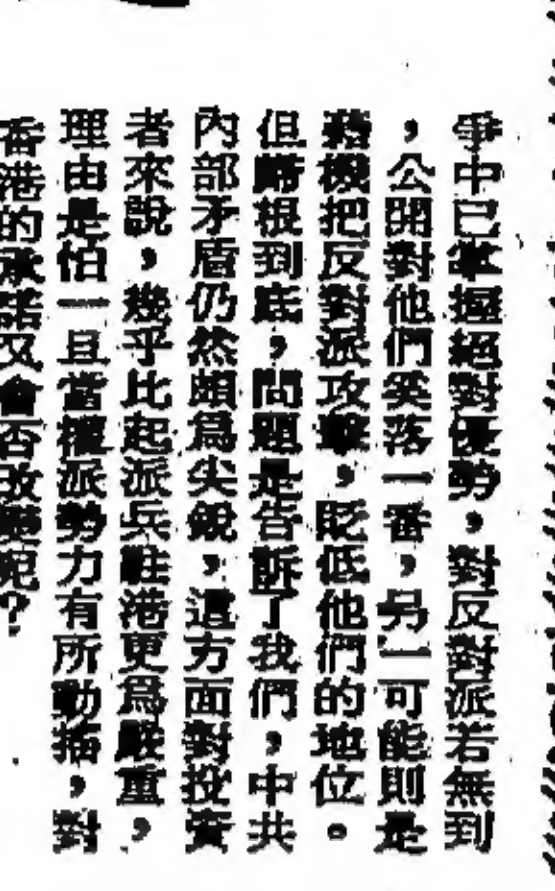 爭中已掌握絕對優勢，對反對派若無到
，公開對他們奚落一番，另一可能則是
藉機把反對派攻擊，貶低他們的地位。
但歸根到底，問題是告訴了我們，中共
內部矛盾仍然頗爲尖銳，這方面對投資
者來說，幾乎比起派兵駐港更爲嚴重，
理由是怕一旦當權派勢力有所動搖，對
香港的承諾又會否改變呢？